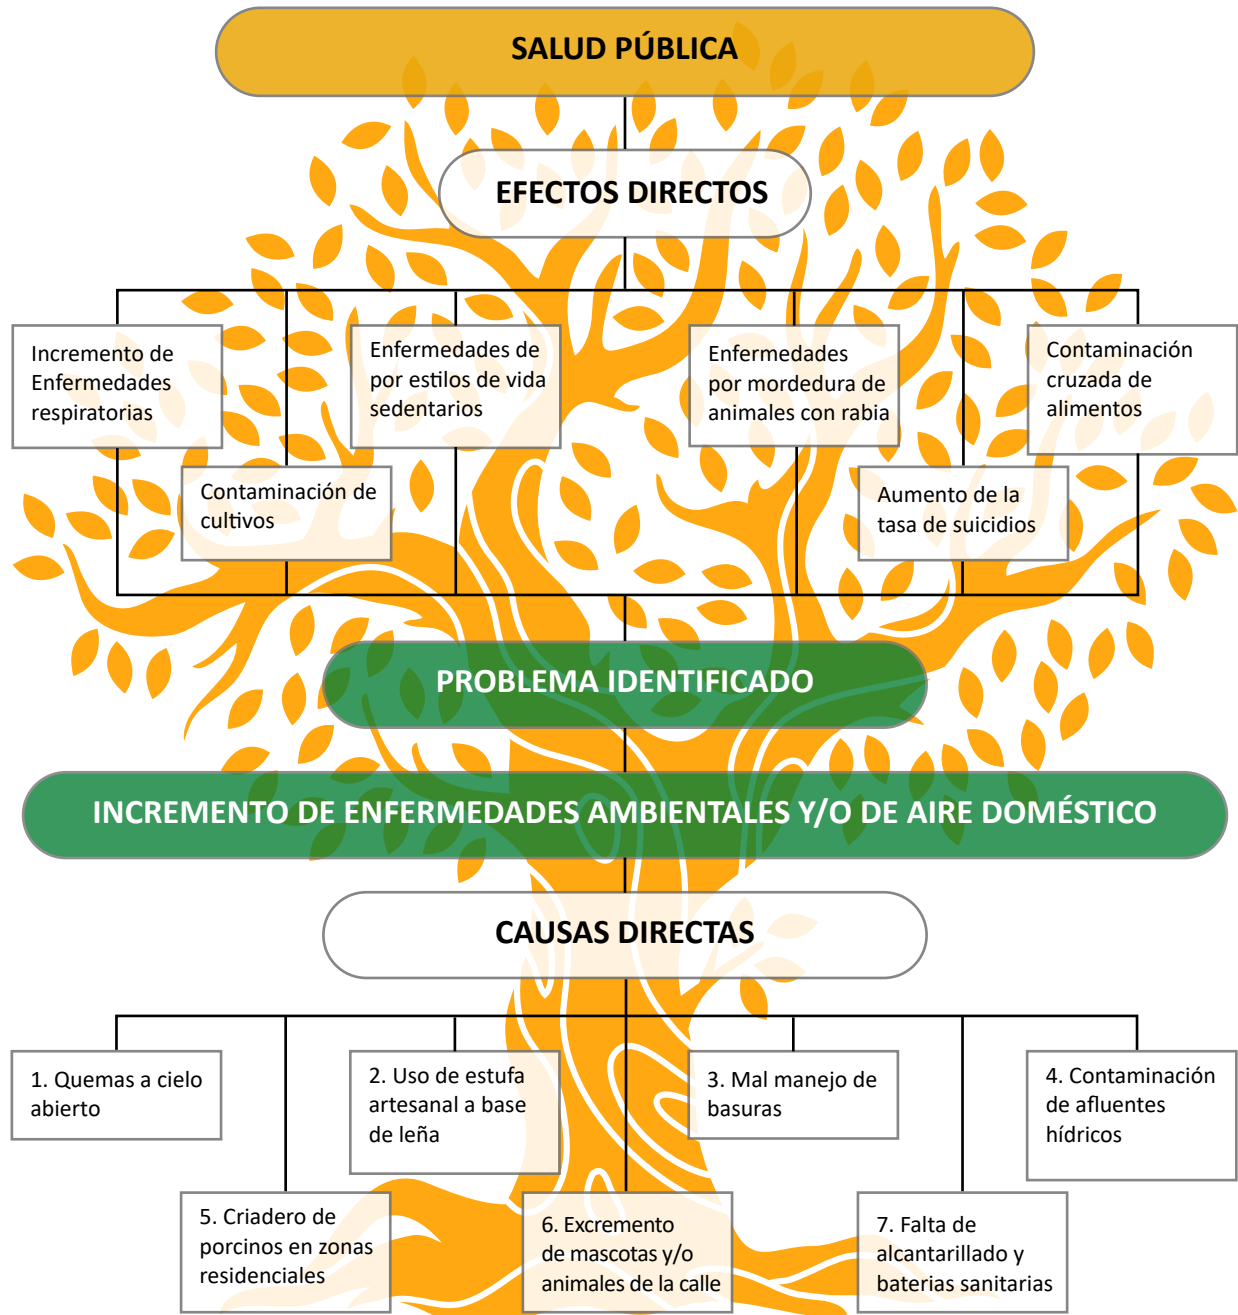 SALUD PÚBLICA
EFECTOS DIRECTOS
Incremento de
Enfermedades
respiratorias
Enfermedades de
por estilos de vida
sedentarios
Enfermedades
por mordedura de
animales con rabia
Contaminación
cruzada de
alimentos
Contaminación de
cultivos
Aumento de la
tasa de suicidios
PROBLEMA IDENTIFICADO
INCREMENTO DE ENFERMEDADES AMBIENTALES Y/O DE AIRE DOMÉSTICO
CAUSAS DIRECTAS
1. Quemas a cielo
abierto
2. Uso de estufa
artesanal a base
de leña
3. Mal manejo de
basuras
4. Contaminación
de afluentes
hídricos
5. Criadero de
porcinos en zonas
residenciales
6. Excremento
de mascotas y/o
animales de la calle
7. Falta de
alcantarillado y
baterias sanitarias